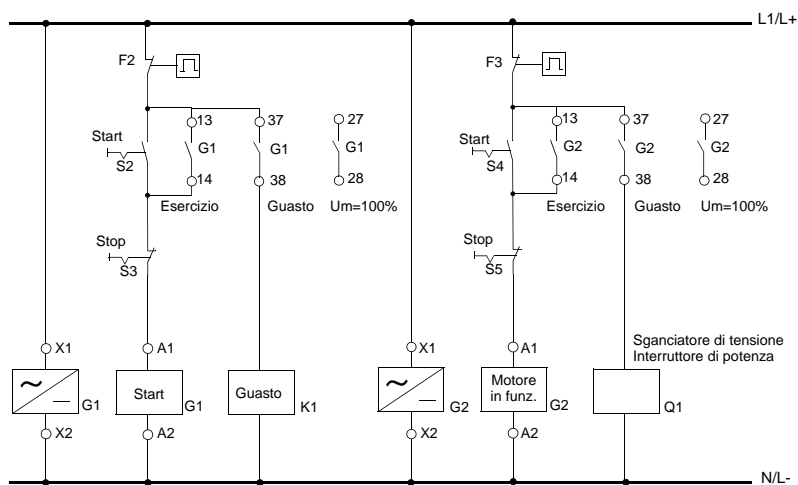 L1/L+
F2
F3
13
37
27
13
37
27
Start
S2
G1
G1
G1
Start
S4
G2
G2
G2
14
38
28
14
38
28
Esercizio
Guasto
Um=100%
Esercizio
Guasto
Um=100%
Stop
S3
Stop
S5
Sganciatore di tensione
Interruttore di potenza
X1
A1
X1
A1
~
Start
Guasto
~
Motore
in funz.
G1
G1
K1
G2
G2
Q1
X2
A2
X2
A2
N/L-